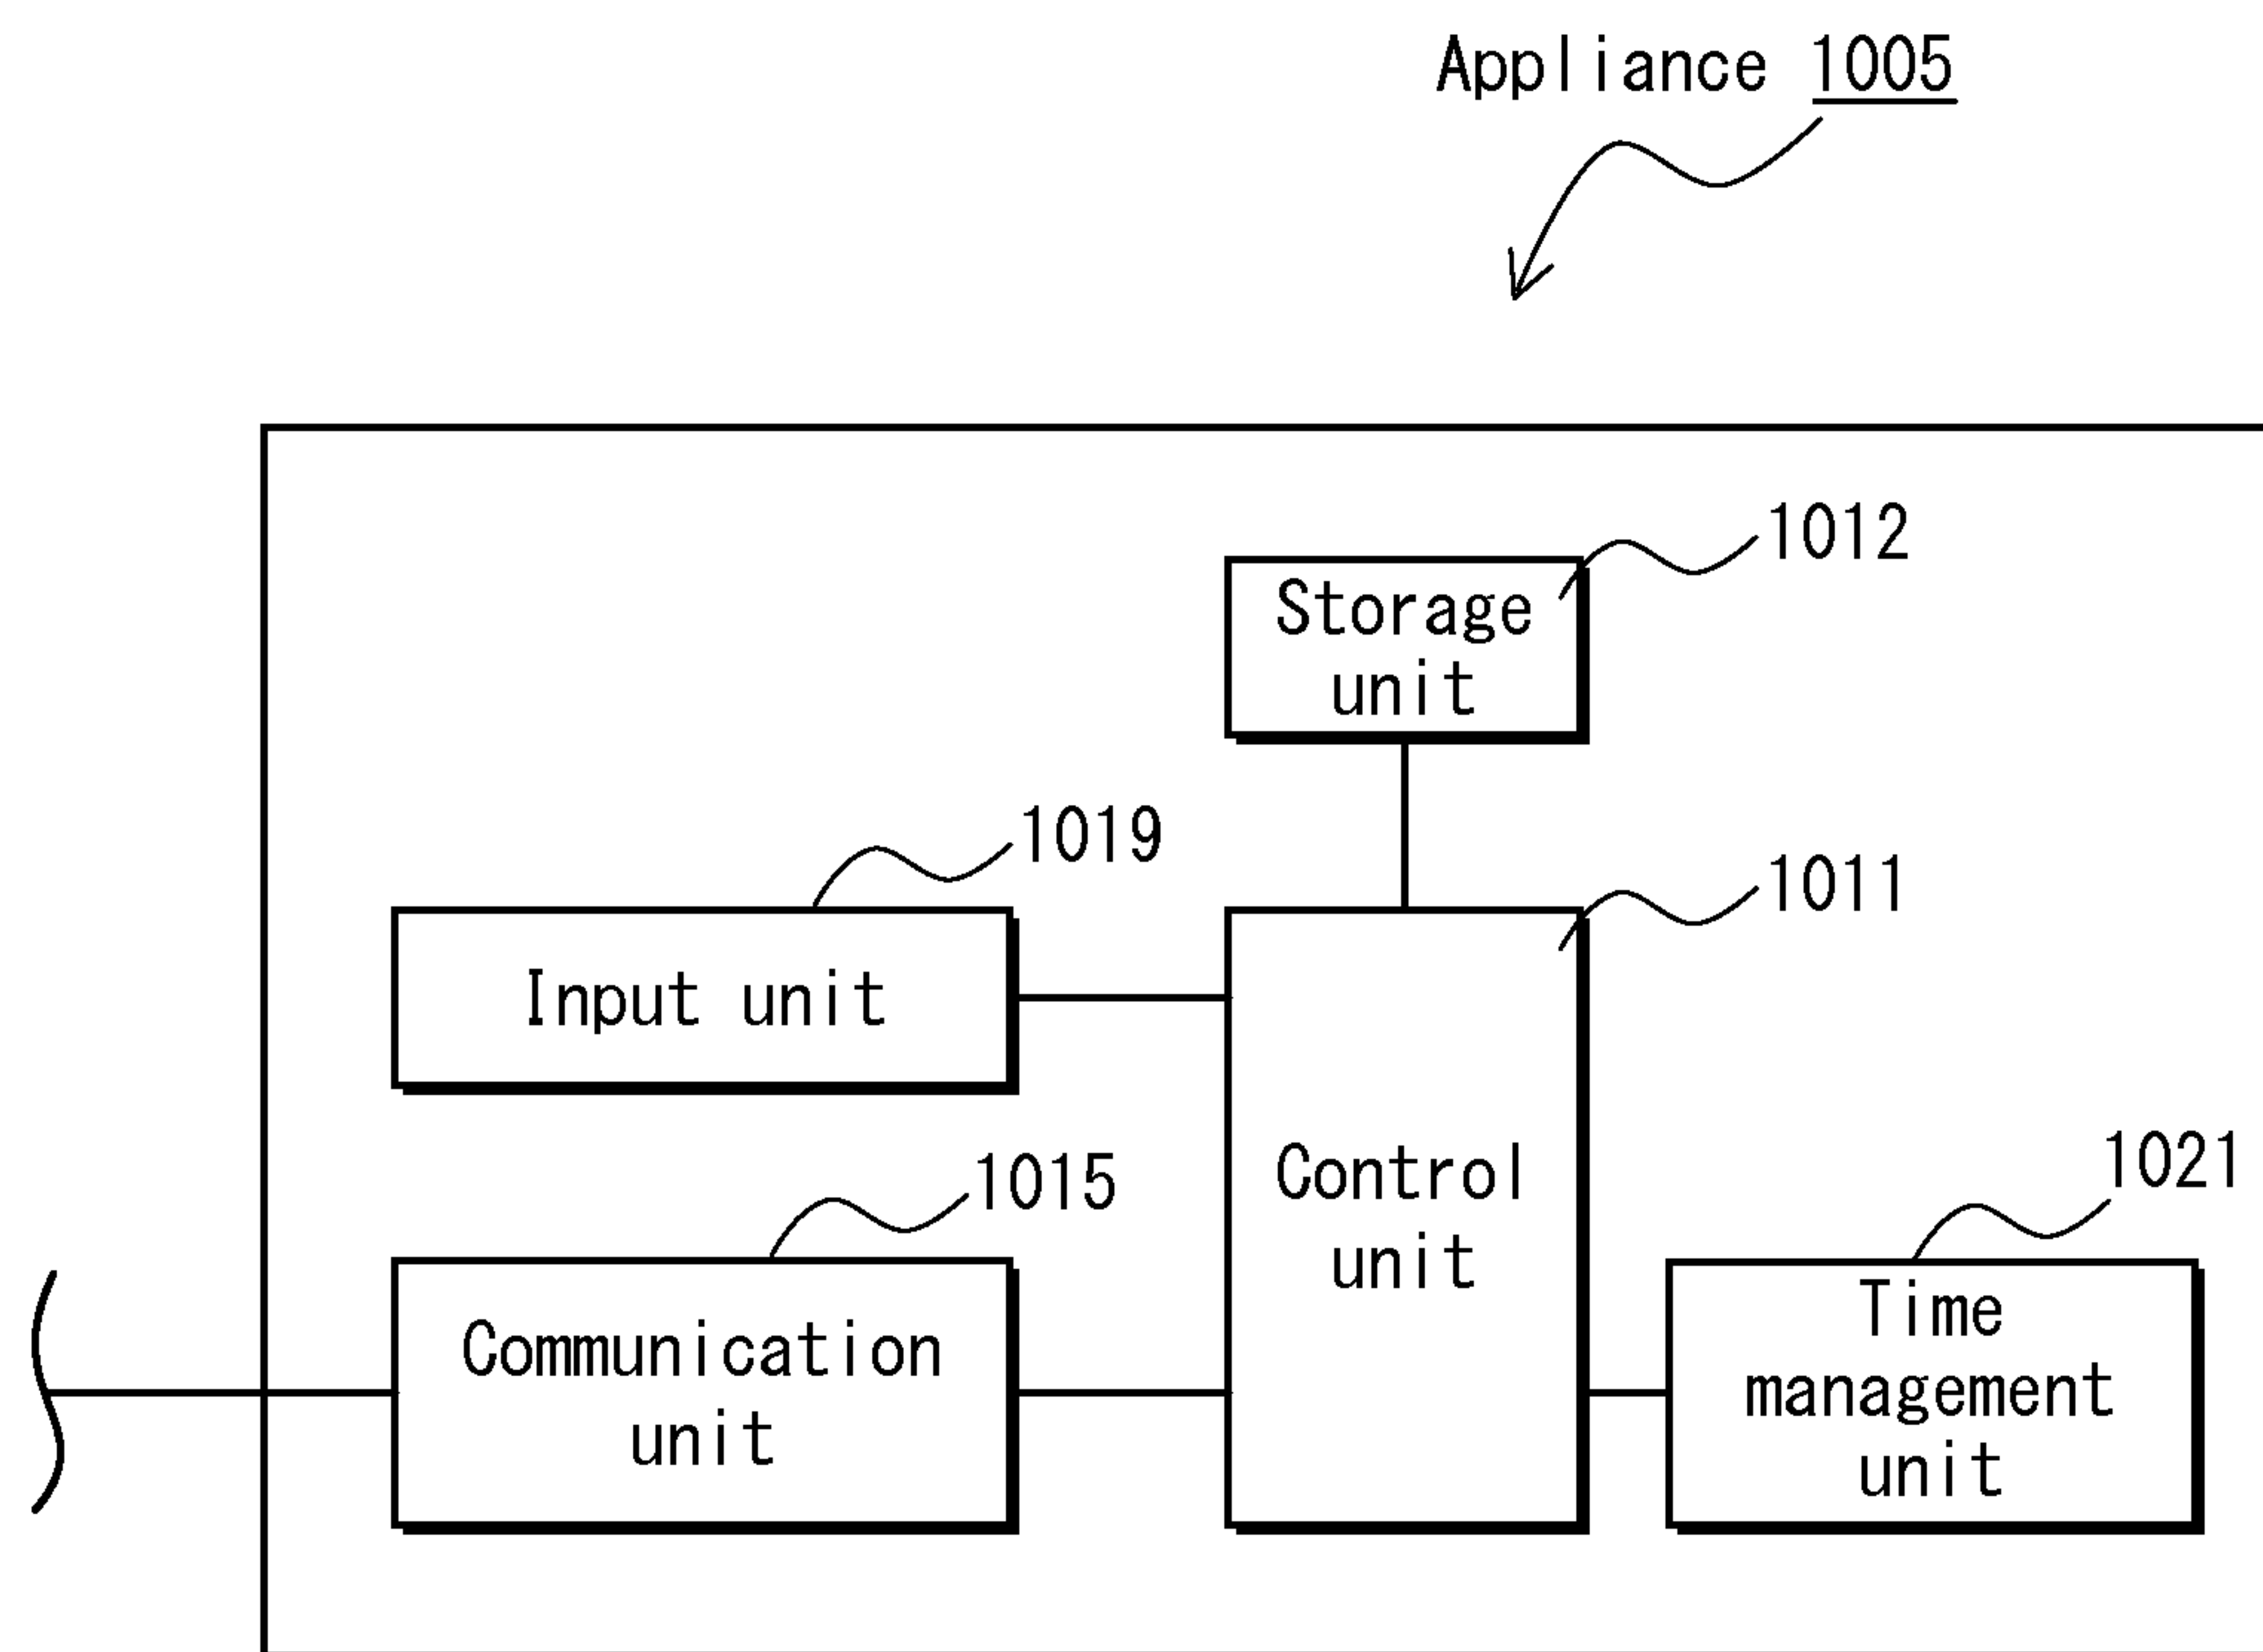 Appliance 1005
1012
Storage
unit
1019
1011
Input unit
Control
unit
1015
1021
Communication
unit
Time
management
unit